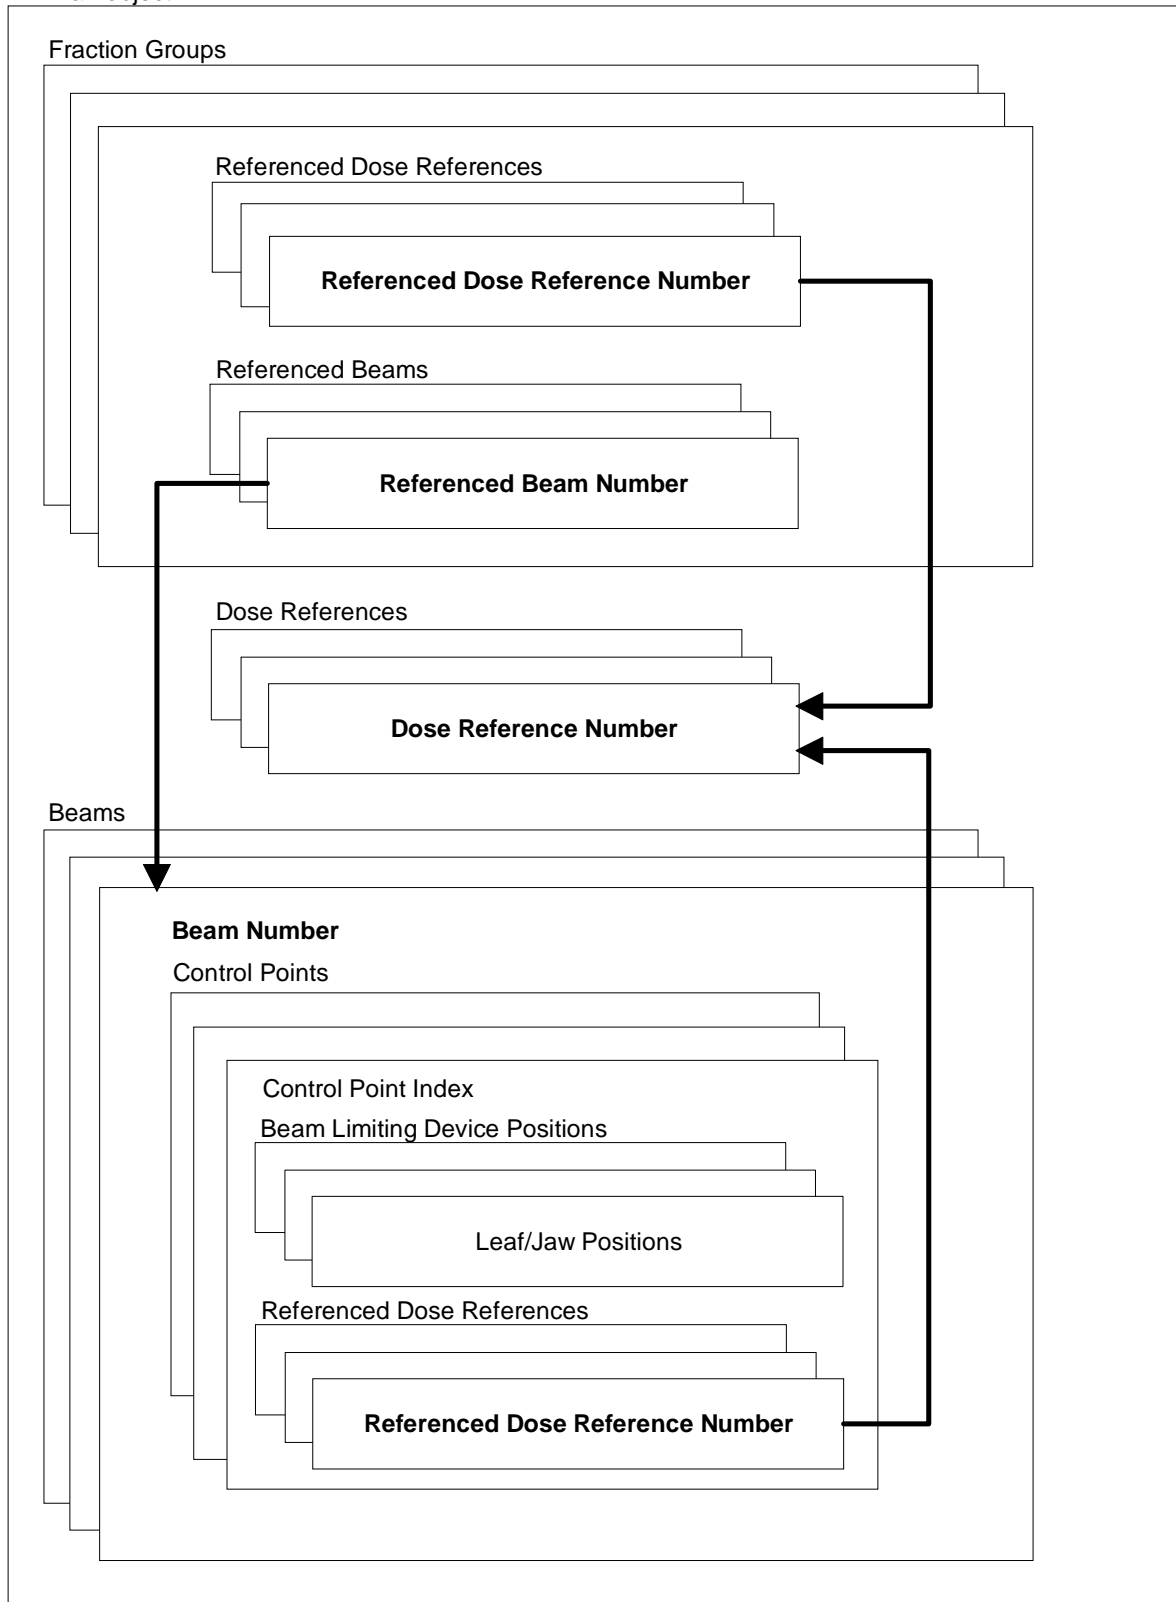 Fraction Groups
Referenced Dose References
Referenced Dose Reference Number
Referenced Beams
Referenced Beam Number
Dose References
Dose Reference Number
Beams
Beam Number
Control Points
Control Point Index
Beam Limiting Device Positions
Leaf/Jaw Positions
Referenced Dose References
Referenced Dose Reference Number